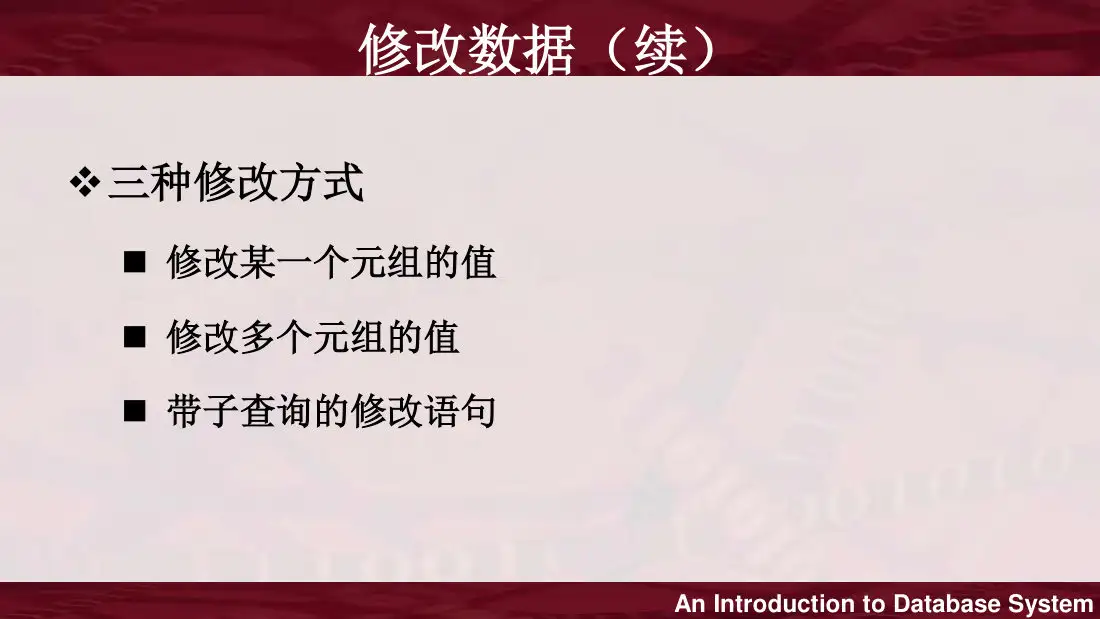 修改数据（续）
❖三种修改方式
■ 修改某一个元组的值
■ 修改多个元组的值
■ 带子查询的修改语句
An Introduction to Database System